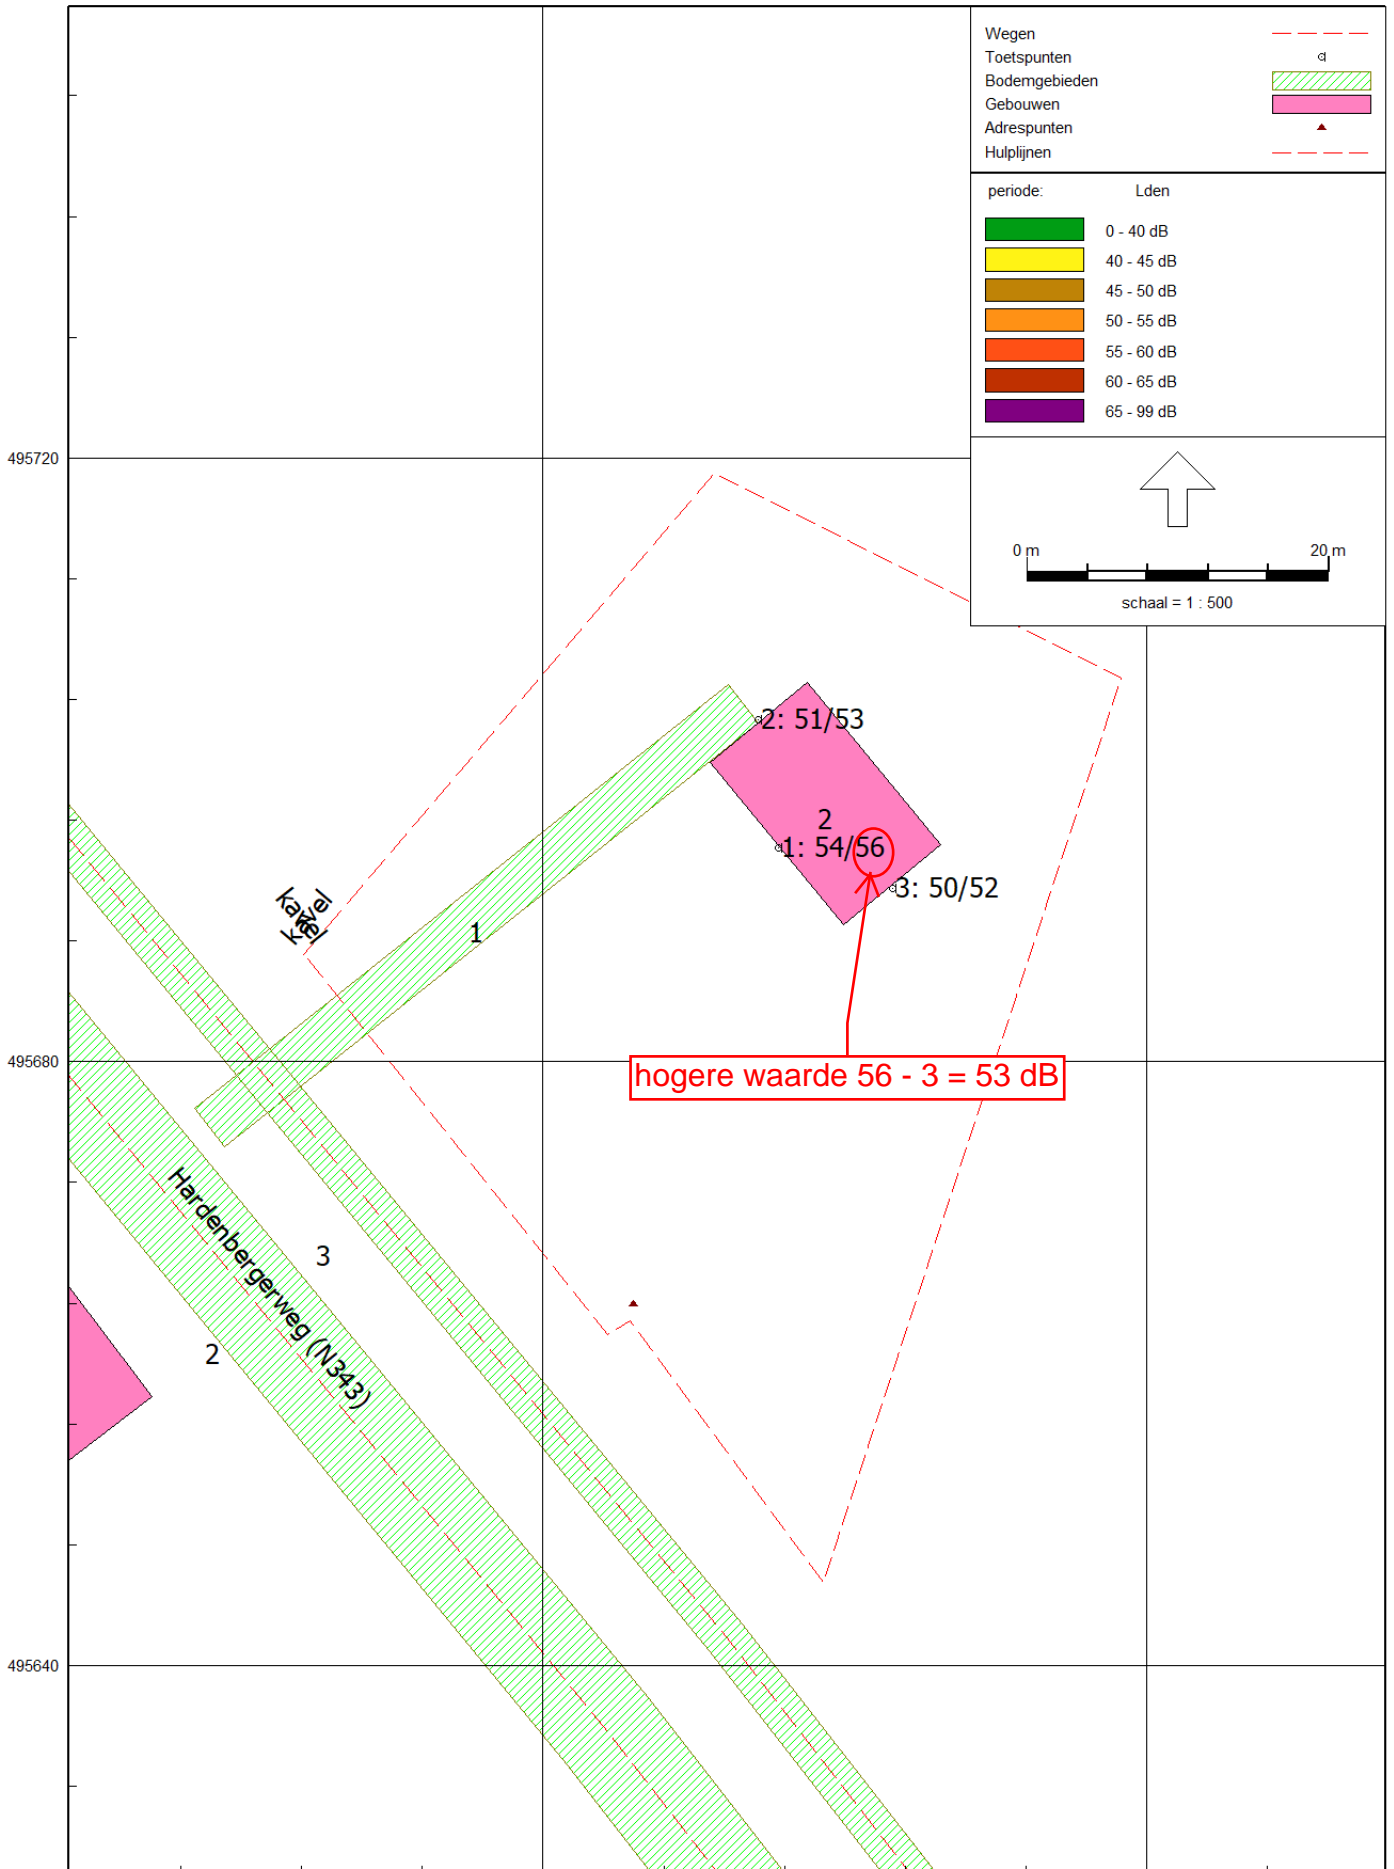 Wegen
Toetspunten
Bodemgebieden
Gebouwen
Adrespunten
Hulplijnen
periode: Lden
0 - 40 dB
40 - 45 dB
45 - 50 dB
50 - 55 dB
55 - 60 dB
60 - 65 dB
65 - 99 dB
0 m 20 m
schaal = 1 : 500
495720
2: 51/53
2
1: 54/56
3: 50/52
kavel
kavel
1
495680
hogere waarde 56 - 3 = 53 dB
Hardenbergerweg (N343)
3
2
495640